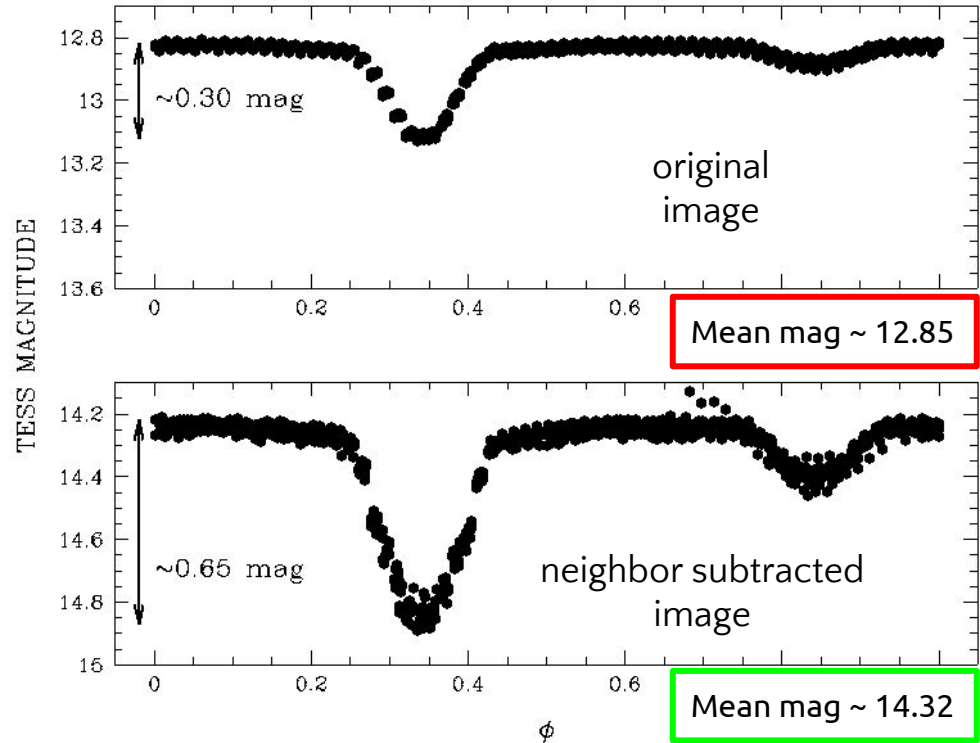 TESS MAGNITUDE
12.8
13
13.2
13.4
13.6
~0.30 mag
original
image
0
0.2
0.4
0.6
Mean mag ~ 12.85
14.2
14.4
14.6
14.8
15
~0.65 mag
neighbor subtracted
image
0
0.2
0.4
0.6
Mean mag ~ 14.32
ϕ